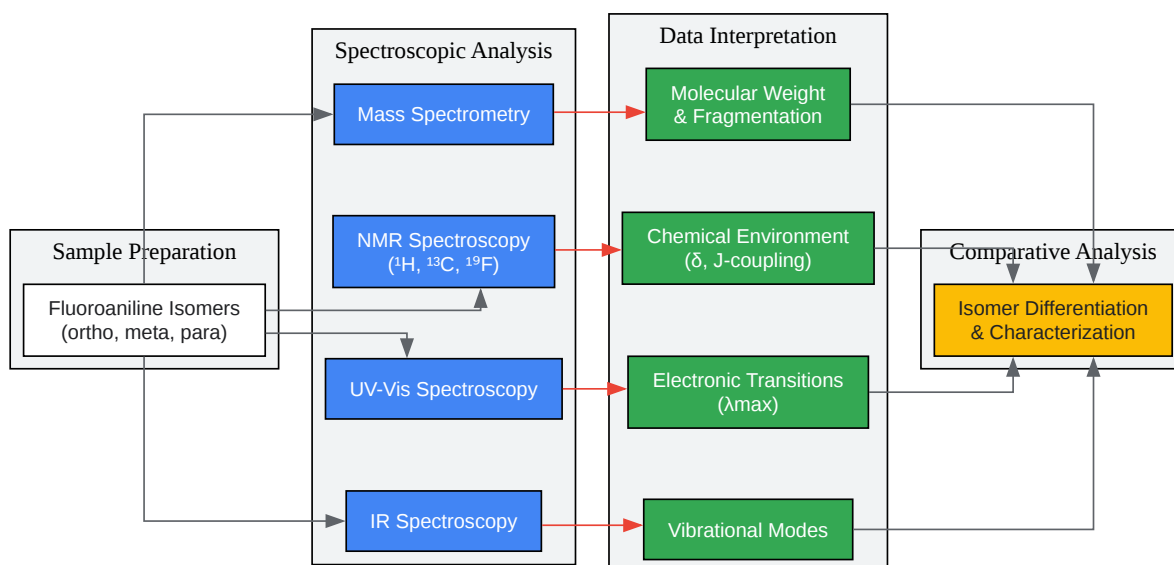 Sample Preparation
Fluoroaniline Isomers
(ortho, meta, para)
Spectroscopic Analysis
Mass Spectrometry
NMR Spectroscopy
(¹H, ¹³C, ¹⁹F)
UV-Vis Spectroscopy
IR Spectroscopy
Data Interpretation
Molecular Weight
& Fragmentation
Chemical Environment
(δ, J-coupling)
Electronic Transitions
(λmax)
Vibrational Modes
Comparative Analysis
Isomer Differentiation
& Characterization